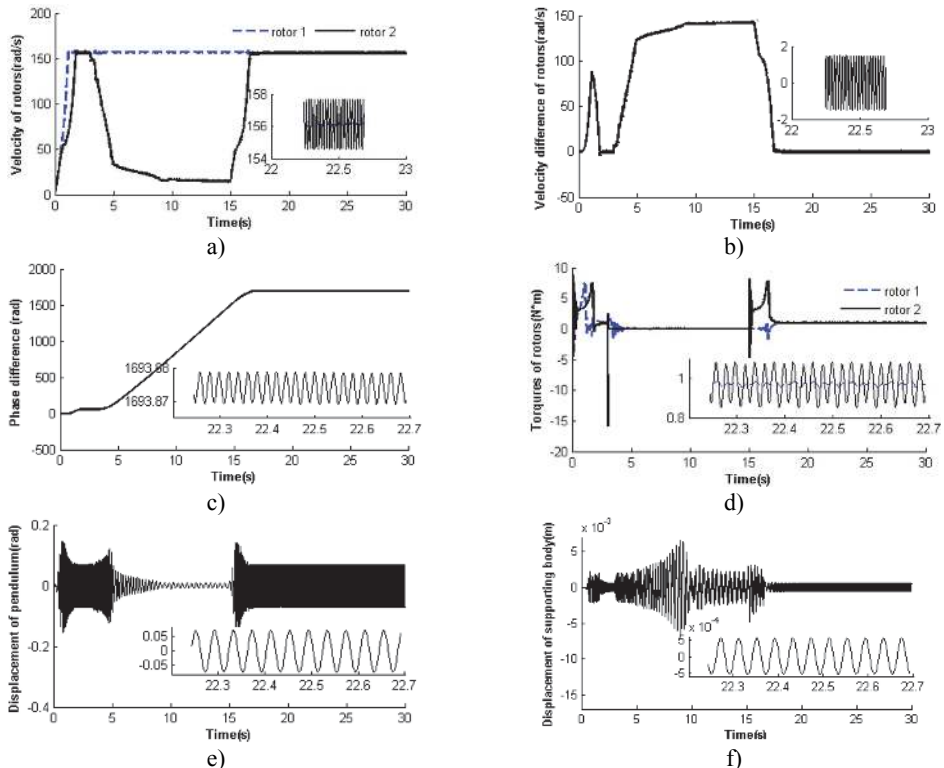 Velocity of rotors(rad/s)
200
150
100
50
0
rotor 1
rotor 2
158
156
154
22
22.5
23
0 5 10 15 20 25 30
Time(s)
a)
Velocity difference of rotors(rad/s)
150
100
50
0
50
2
0
-2
22
22.5
23
0 5 10 15 20 25 30
Time(s)
b)
Phase difference (rad)
2000
1500
1000
500
0
-500
1693.88
1693.87
22.3 22.4 22.5 22.6 22.7
0 5 10 15 20 25 30
Time(s)
c)
Torques of rotors(N*m)
10
5
0
-5
-10
-15
-20
rotor 1
rotor 2
1
0.8
22.3 22.4 22.5 22.6 22.7
0 5 10 15 20 25 30
Time(s)
d)
Displacement of pendulum(rad)
0.2
0
-0.2
-0.4
0.05
0
-0.05
22.3 22.4 22.5 22.6 22.7
0 5 10 15 20 25 30
Time(s)
e)
Displacement of supporting body(m)
x 10
-3
5
0
-5
-10
-15
x 10
-4
5
0
-5
22.3 22.4 22.5 22.6 22.7
0 5 10 15 20 25 30
Time(s)
f)